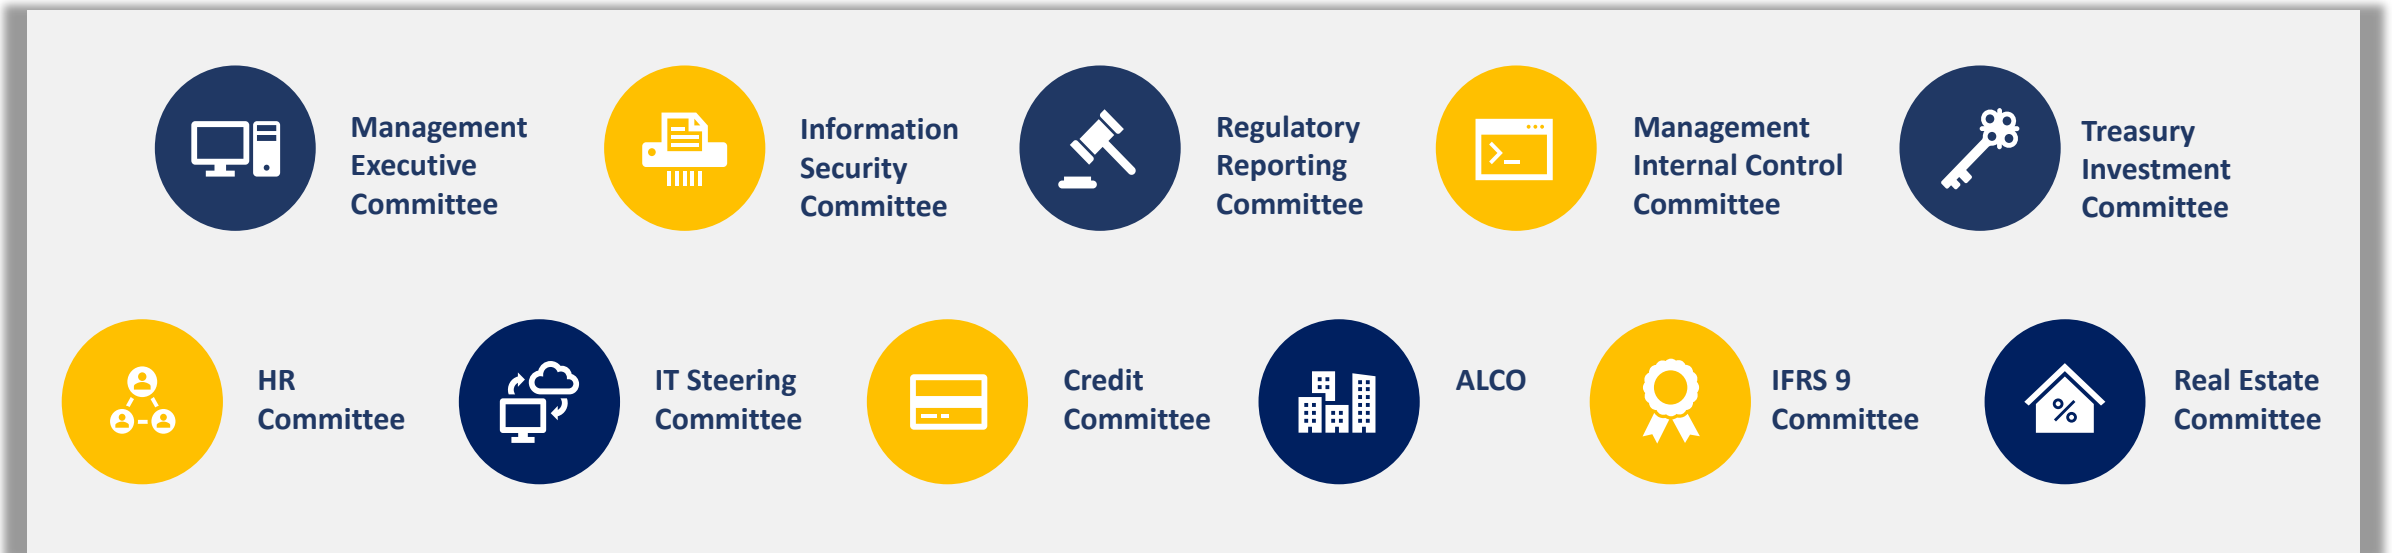 Management
Executive
Committee
Information
Security
Committee
Regulatory
Reporting
Committee
Management
Internal Control
Committee
Treasury
Investment
Committee
HR
Committee
IT Steering
Committee
Credit
Committee
ALCO
IFRS 9
Committee
Real Estate
Committee